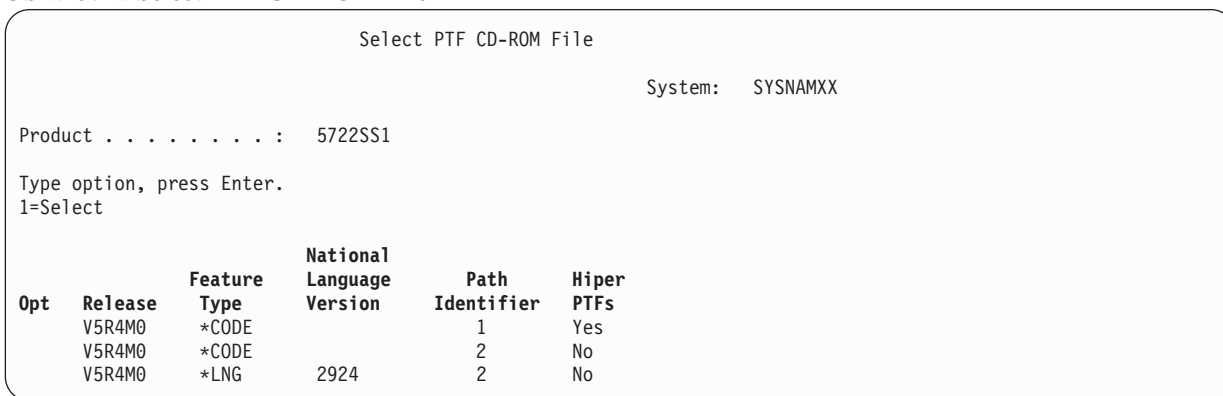 Select PTF CD-ROM File
System: SYSNAMXX
Product . . . . . . . . : 5722SS1
Type option, press Enter.
1=Select
National
Feature Language Path Hiper
Opt Release Type Version Identifier PTFs
V5R4M0 *CODE 1 Yes
V5R4M0 *CODE 2 No
V5R4M0 *LNG 2924 2 No